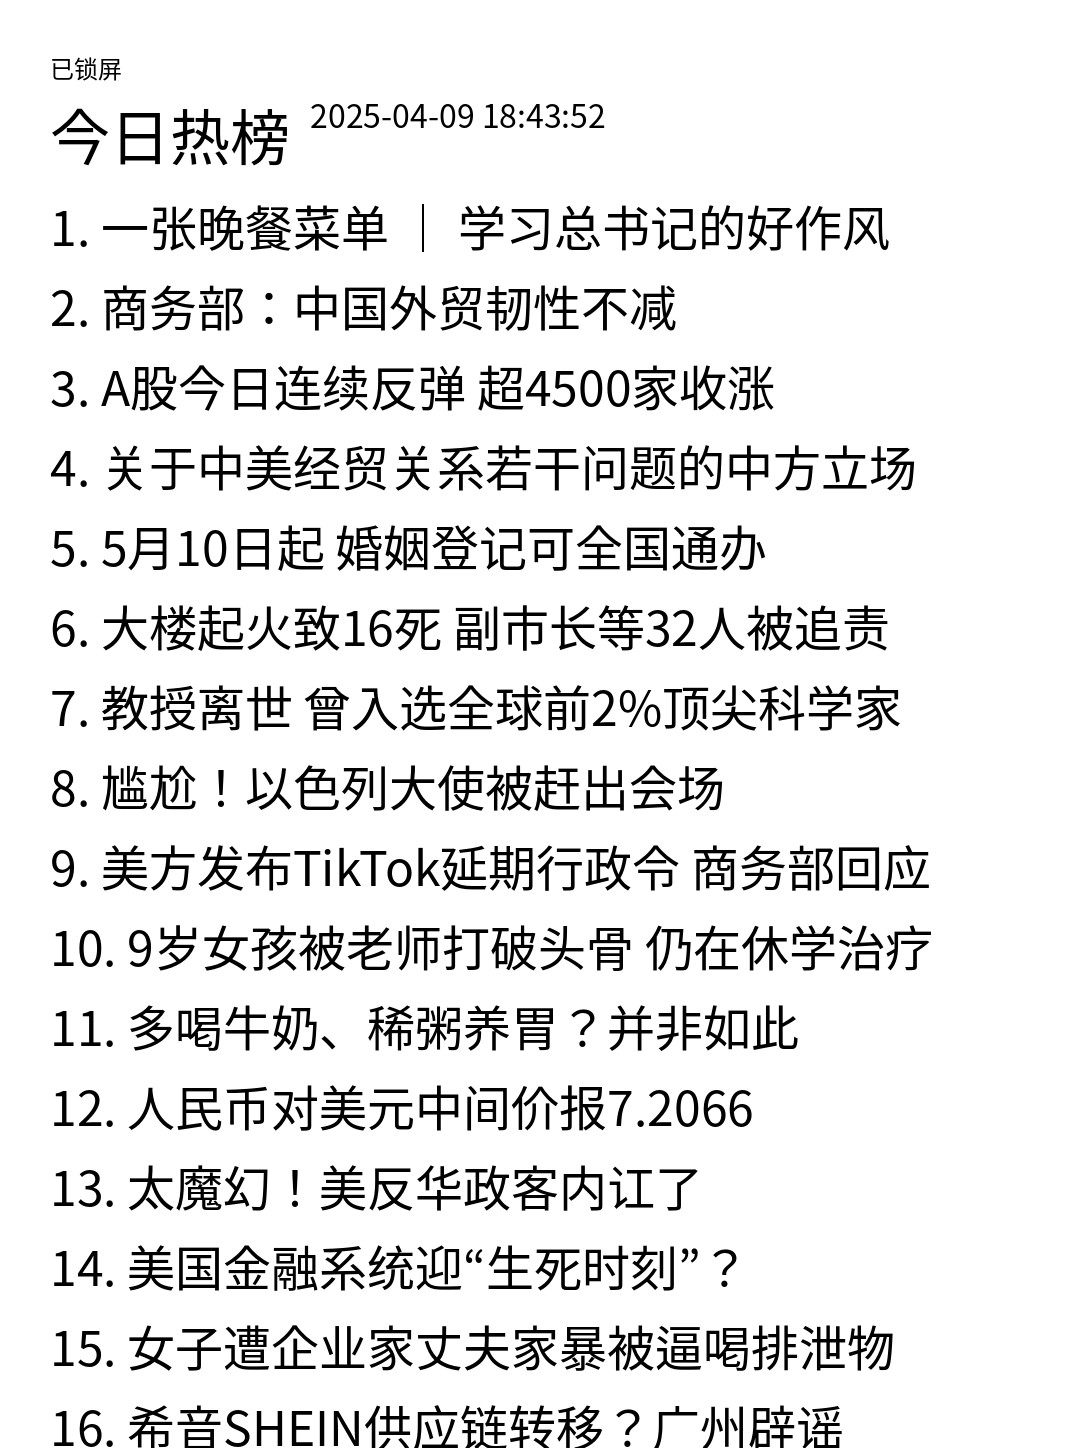 已锁屏
今日热榜 2025-04-09 18:43:52
1. 一张晚餐菜单 ｜ 学习总书记的好作风
2. 商务部：中国外贸韧性不减
3. A股今日连续反弹 超4500家收涨
4. 关于中美经贸关系若干问题的中方立场
5. 5月10日起 婚姻登记可全国通办
6. 大楼起火致16死 副市长等32人被追责
7. 教授离世 曾入选全球前2%顶尖科学家
8. 尴尬！以色列大使被赶出会场
9. 美方发布TikTok延期行政令 商务部回应
10. 9岁女孩被老师打破头骨 仍在休学治疗
11. 多喝牛奶、稀粥养胃？并非如此
12. 人民币对美元中间价报7.2066
13. 太魔幻！美反华政客内讧了
14. 美国金融系统迎“生死时刻”？
15. 女子遭企业家丈夫家暴被逼喝排泄物
16. 希音SHEIN供应链转移？广州辟谣